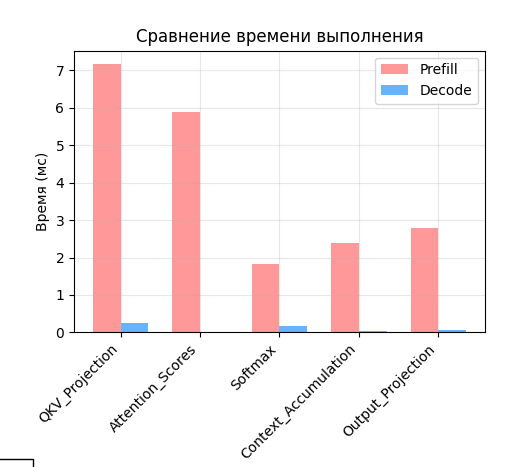 Сравнение времени выполнения
Prefill
Decode
Время (мс)
7
6
5
4
3
2
1
0
QKV_Projection
Attention_Scores
Softmax
Context_Accumulation
Output_Projection